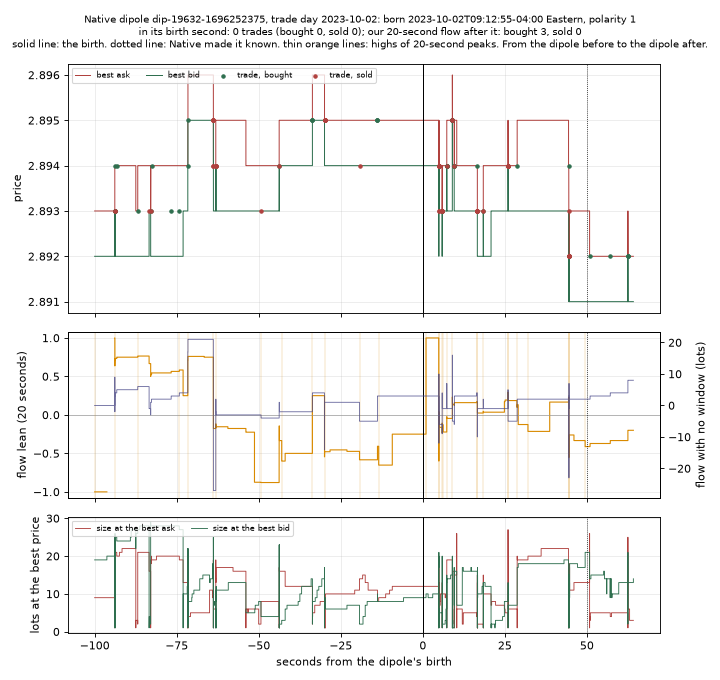 Native dipole dip-19632-1696252375, trade day 2023-10-02: born 2023-10-02T09:12:55-04:00 Eastern, polarity 1
in its birth second: 0 trades (bought 0, sold 0); our 20-second flow after it: bought 3, sold 0
solid line: the birth. dotted line: Native made it known. thin orange lines: highs of 20-second peaks. From the dipole before to the dipole after.
best ask
best bid
trade, bought
trade, sold
2.896
2.895
2.894
2.893
2.892
2.891
price
1.0
0.5
0.0
−0.5
−1.0
flow lean (20 seconds)
20
10
0
−10
−20
flow with no window (lots)
size at the best ask
size at the best bid
30
20
10
0
lots at the best price
−100
−75
−50
−25
0
25
50
seconds from the dipole's birth